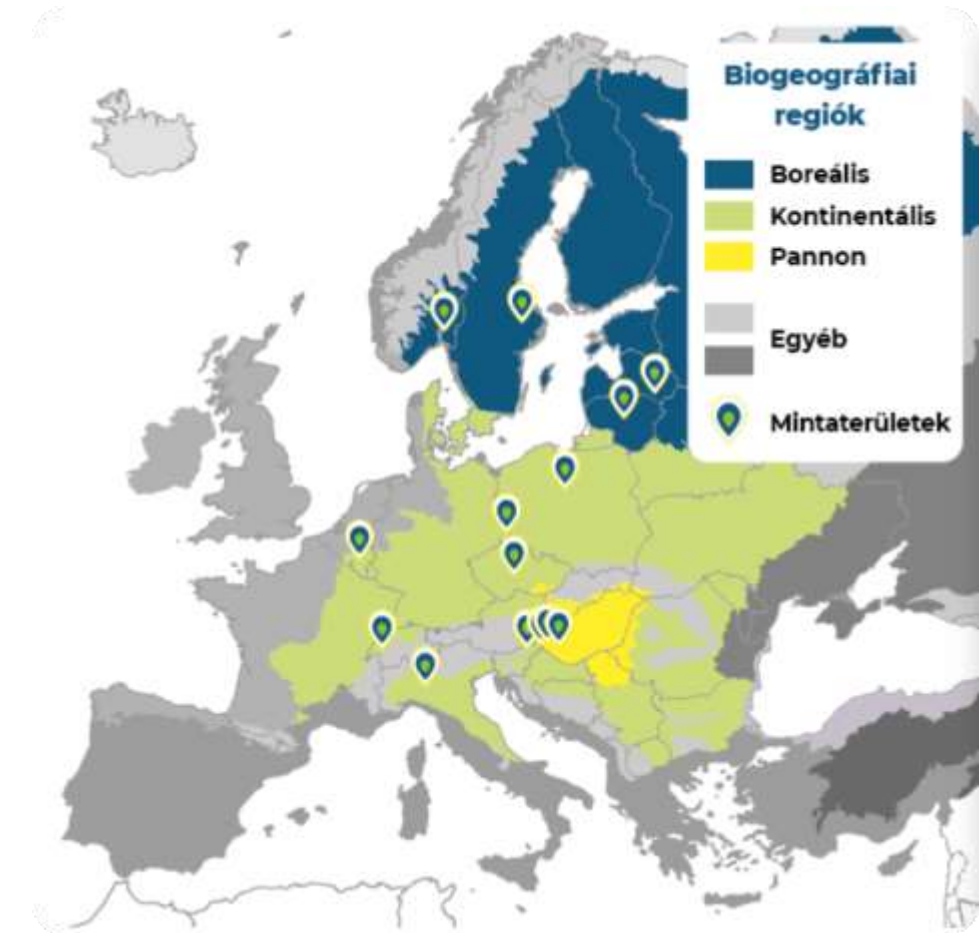 Biogeográfiai
regiók
Boreális
Kontinentális
Pannon
Egyéb
Mintaterületek